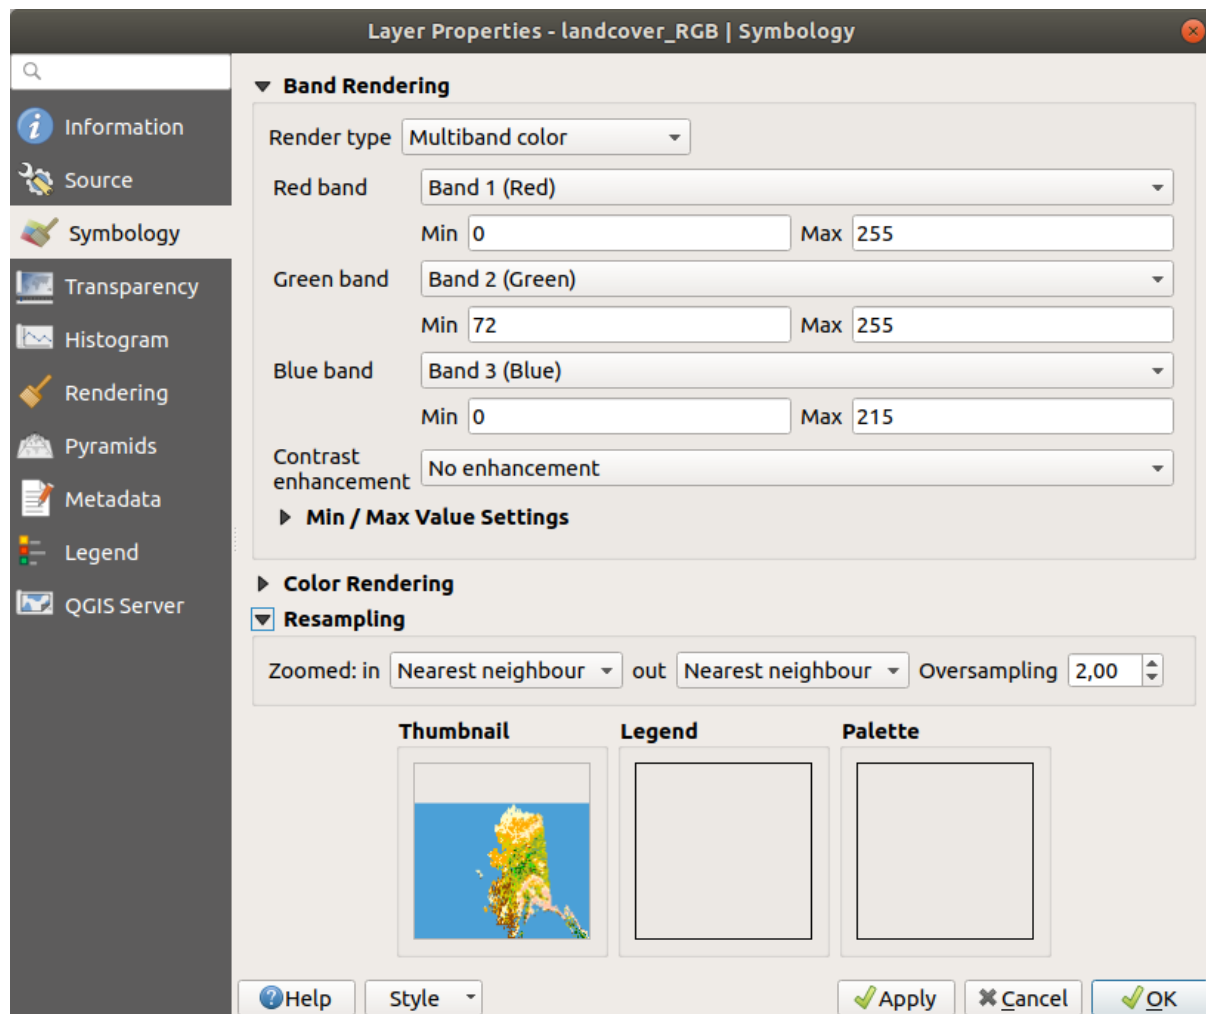 Layer Properties - landcover_RGB | Symbology
Information
Source
Symbology
Transparency
Histogram
Rendering
Pyramids
Metadata
Legend
QGIS Server
Band Rendering
Render type Multiband color
Red band Band 1 (Red)
Min 0 Max 255
Green band Band 2 (Green)
Min 72 Max 255
Blue band Band 3 (Blue)
Min 0 Max 215
Contrast
enhancement No enhancement
Min / Max Value Settings
Color Rendering
Resampling
Zoomed: in Nearest neighbour out Nearest neighbour Oversampling 2,00
Thumbnail Legend Palette
Help Style Apply Cancel OK